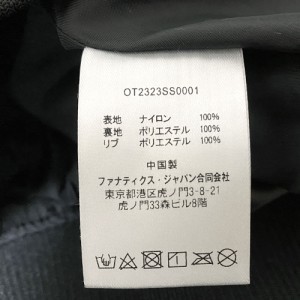 OT2323SS0001
表地 ナイロン 100%
裏地 ポリエステル 100%
リブ ポリエステル 100%
中国製
ファナティクス・ジャパン合同会社
東京都港区虎ノ門3-8-21
虎ノ門33森ビル8階